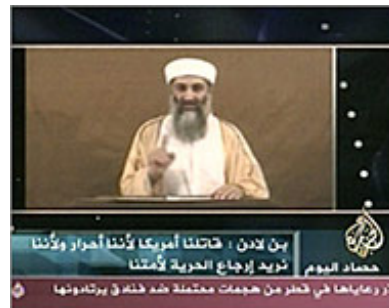 بن لادن : قاتلنا أمريكا لأننا أحرار ولأننا
نريد إرجاع الحرية لأمتنا
الجزيرة
حصاد اليوم
رعاياها في قطر من هجمات محتملة ضد فنادق يرتادونها